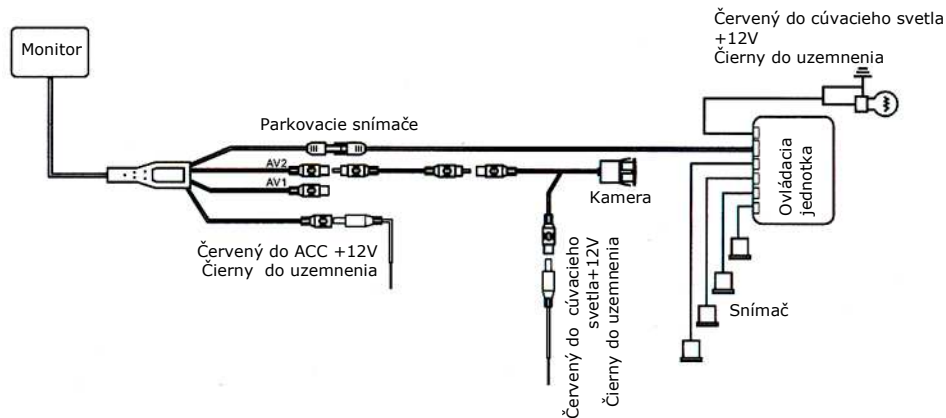 Červený do cúvacieho svetla
+12V
Čierny do uzemnenia
Monitor
Parkovacie snímače
AV2
AV1
Kamera
Ovládacia
jednotka
Červený do ACC +12V
Čierny do uzemnenia
Červený do cúvacieho
svetla+12V
Čierny do uzemnenia
Snímač